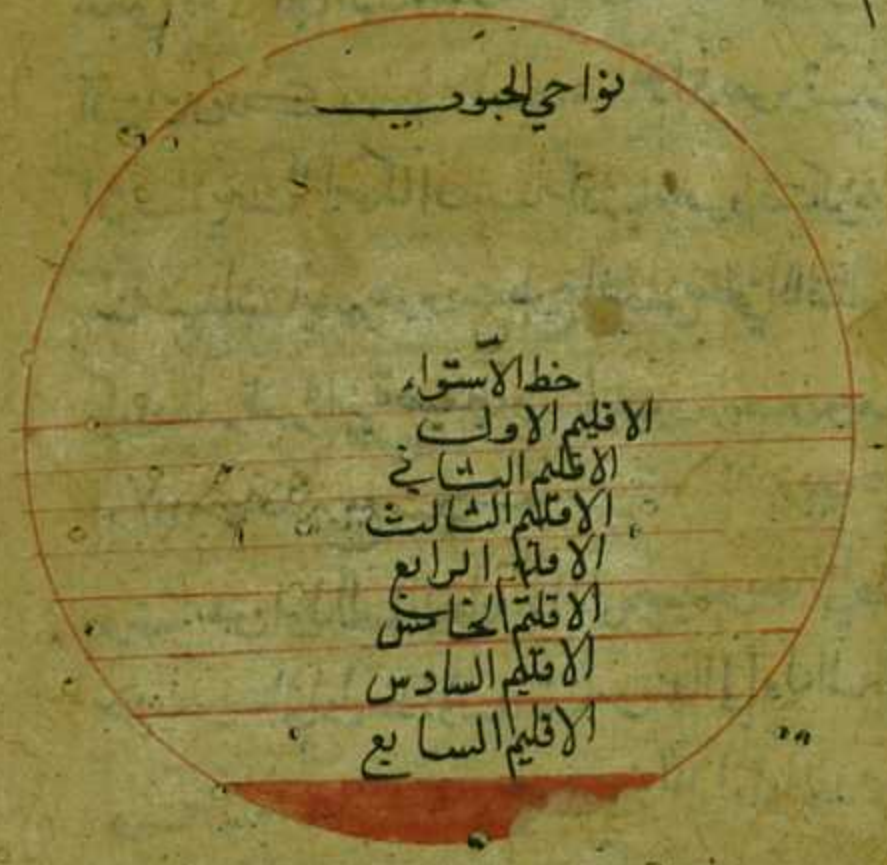 نواحي الجنوب
خط الاستواء
الاقليم الاول
الاقليم الثاني
الاقليم الثالث
الاقليم الرابع
الاقليم الخامس
الاقليم السادس
الاقليم السابع